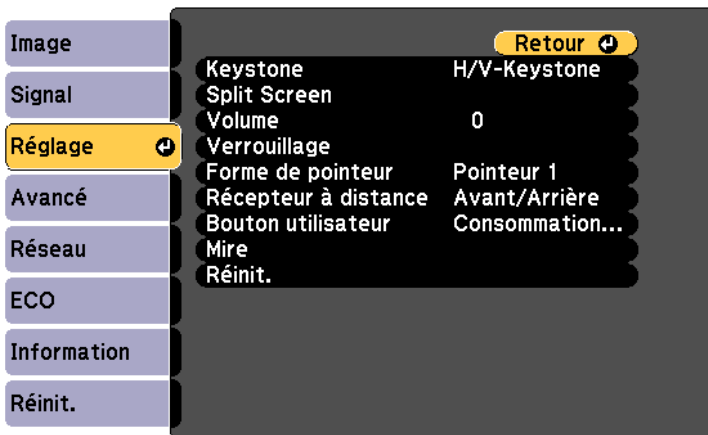 Image
Signal
Réglage
Avancé
Réseau
ECO
Information
Réinit.
Retour
Keystone H/V-Keystone
Split Screen
Volume 0
Verrouillage
Forme de pointeur Pointeur 1
Récepteur à distance Avant/Arrière
Bouton utilisateur Consommation...
Mire
Réinit.